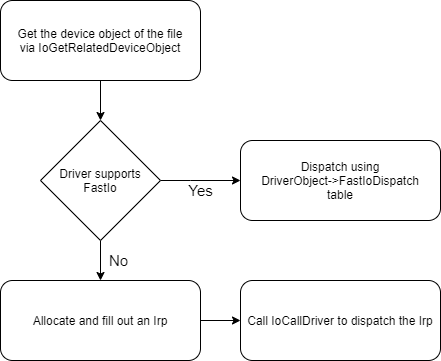 Get the device object of the file
via IoGetRelatedDeviceObject
Driver supports
FastIo
Yes
Dispatch using
DriverObject->FastIoDispatch
table
No
Allocate and fill out an Irp
Call IoCallDriver to dispatch the Irp